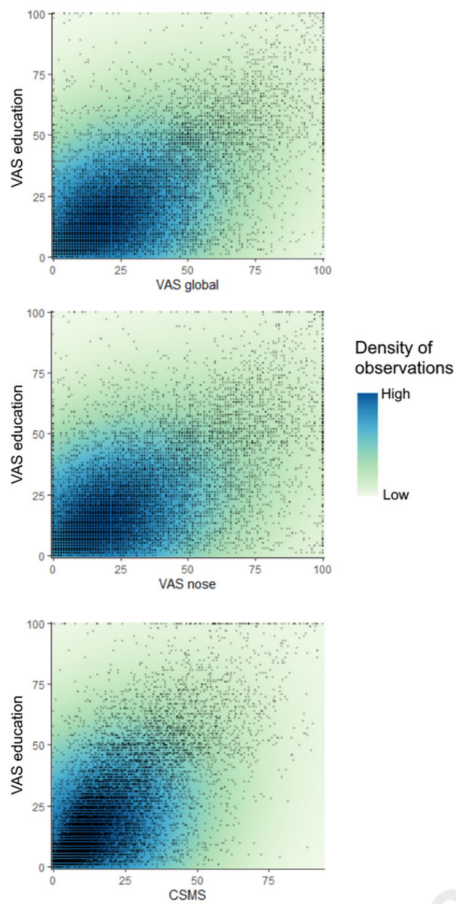 100
75
50
25
0
VAS education
0 25 50 75 100
VAS global
100
75
50
25
0
VAS education
0 25 50 75 100
VAS nose
Density of
observations
High
Low
100
75
50
25
0
VAS education
0 25 50 75
CSMS